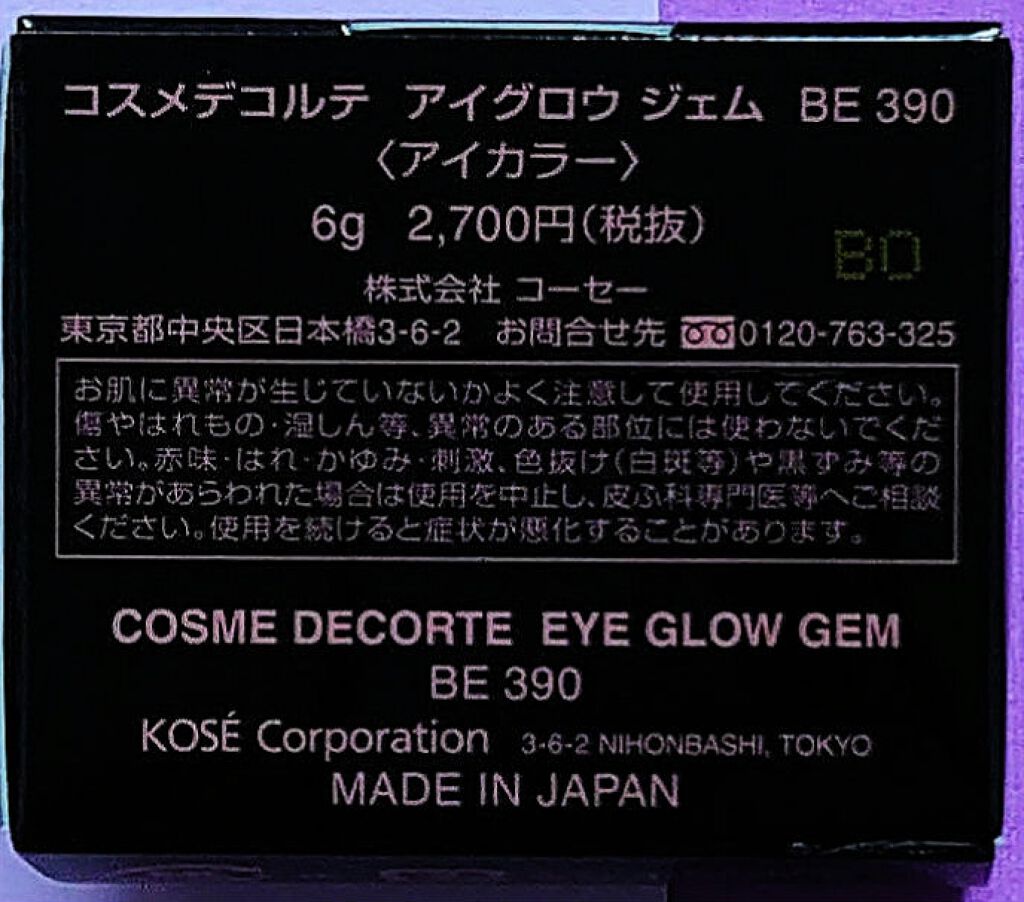 コスメデコルテ アイグロウ ジェム BE 390
〈アイカラー〉
6g 2,700円(税抜)
BO
株式会社 コーセー
東京都中央区日本橋3-6-2 お問合せ先 0120-763-325
お肌に異常が生じていないかよく注意して使用してください。
傷やはれもの・湿しん等、異常のある部位には使わないでくだ
さい。赤味・はれ・かゆみ・刺激、色抜け(白斑等)や黒ずみ等の
異常があらわれた場合は使用を中止し、皮ふ科専門医等へご相談
ください。使用を続けると症状が悪化することがあります。
COSME DECORTE EYE GLOW GEM
BE 390
KOSÉ Corporation 3-6-2 NIHONBASHI, TOKYO
MADE IN JAPAN